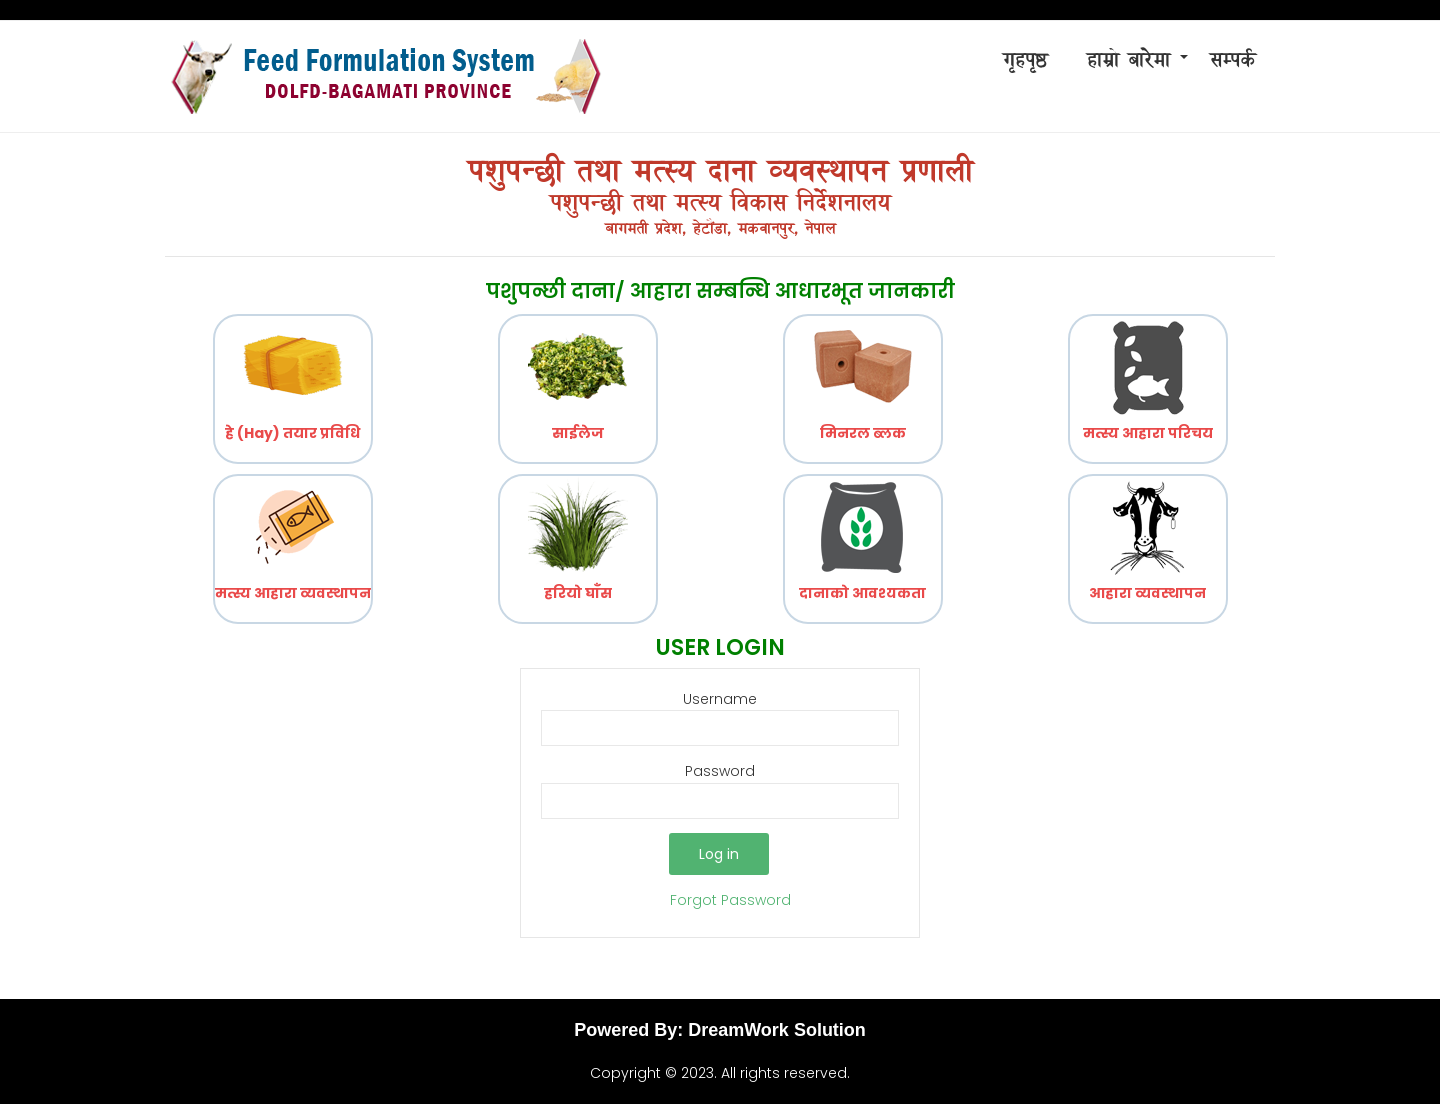 Feed Formulation System
DOLFD-BAGAMATI PROVINCE
गृहपृष्ठ हाम्रो बारेमा सम्पर्क
पशुपन्छी तथा मत्स्य दाना व्यवस्थापन प्रणाली
पशुपन्छी तथा मत्स्य विकास निर्देशनालय
बागमती प्रदेश, हेटौंडा, मकवानपुर, नेपाल
पशुपन्छी दाना/ आहारा सम्बन्धि आधारभूत जानकारी
हे (Hay) तयार प्रविधि
साईलेज
मिनरल ब्लक
मत्स्य आहारा परिचय
मत्स्य आहारा व्यवस्थापन
हरियो घाँस
दानाको आवश्यकता
आहारा व्यवस्थापन
USER LOGIN
Username
Password
Log in
Forgot Password
Powered By: DreamWork Solution
Copyright © 2023. All rights reserved.